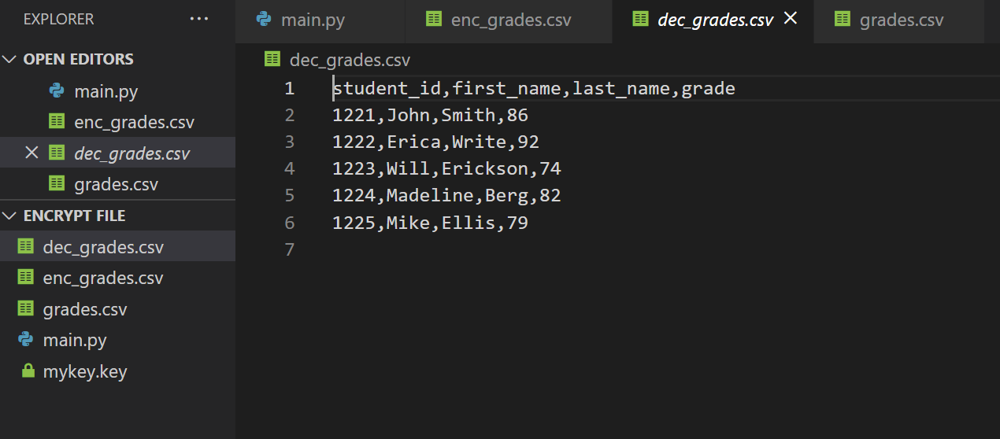 EXPLORER ···
OPEN EDITORS
main.py
enc_grades.csv
dec_grades.csv
grades.csv
ENCRYPT FILE
dec_grades.csv
enc_grades.csv
grades.csv
main.py
mykey.key
main.py enc_grades.csv dec_grades.csv grades.csv
dec_grades.csv
1 student_id,first_name,last_name,grade
2 1221,John,Smith,86
3 1222,Erica,Write,92
4 1223,Will,Erickson,74
5 1224,Madeline,Berg,82
6 1225,Mike,Ellis,79
7